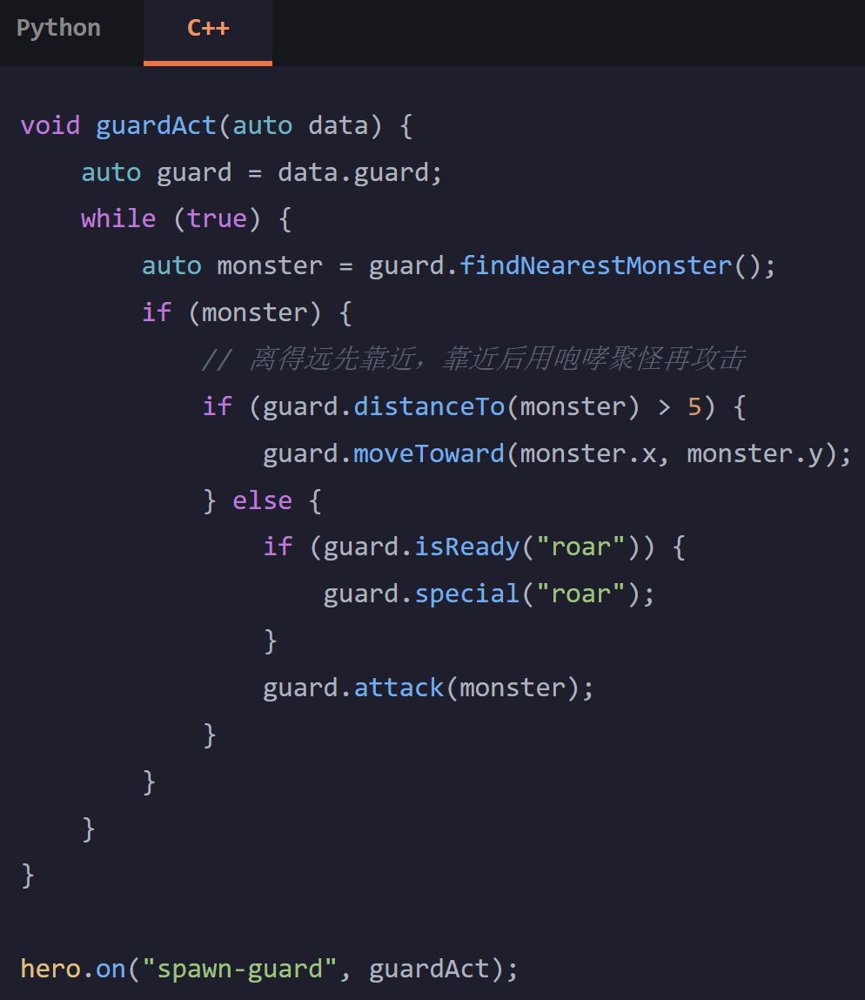 Python C++
void guardAct(auto data) {
    auto guard = data.guard;
    while (true) {
        auto monster = guard.findNearestMonster();
        if (monster) {
            // 离得远先靠近，靠近后用咆哮聚怪再攻击
            if (guard.distanceTo(monster) > 5) {
                guard.moveToward(monster.x, monster.y);
            } else {
                if (guard.isReady("roar")) {
                    guard.special("roar");
                }
                guard.attack(monster);
            }
        }
    }
}
hero.on("spawn-guard", guardAct);